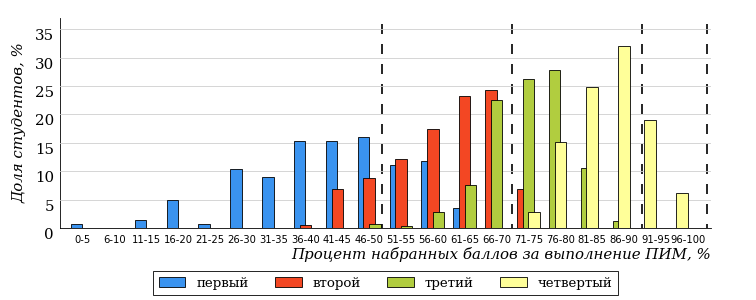 Доля студентов, %
35
30
25
20
15
10
5
0
0-5 6-10 11-15 16-20 21-25 26-30 31-35 36-40 41-45 46-50 51-55 56-60 61-65 66-70 71-75 76-80 81-85 86-90 91-95 96-100
Процент набранных баллов за выполнение ПИМ, %
первый второй третий четвертый